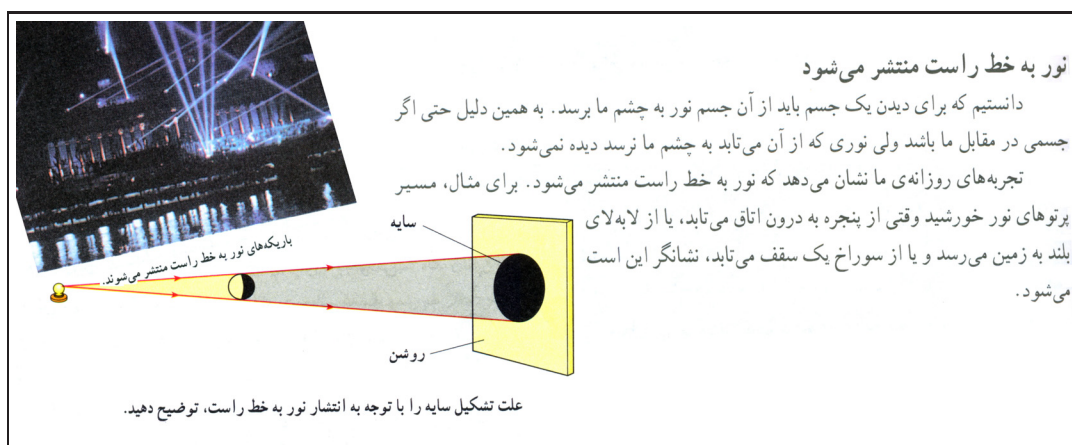 نور به خط راست منتشر می‌شود
دانستیم که برای دیدن یک جسم باید از آن جسم نور به چشم ما برسد. به همین دلیل حتی اگر
جسمی در مقابل ما باشد ولی نوری که از آن می‌تابد به چشم ما نرسد دیده نمی‌شود.
تجربه‌های روزانه‌ی ما نشان می‌دهد که نور به خط راست منتشر می‌شود. برای مثال، مسیر
پرتوهای نور خورشید وقتی از پنجره به درون اتاق می‌تابد، یا از لابه‌لای
بلند به زمین می‌رسد و یا از سوراخ یک سقف می‌تابد، نشانگر این است
می‌شود.
باریکه‌های نور به خط راست منتشر می‌شوند.
سایه
روشن
علت تشکیل سایه را با توجه به انتشار نور به خط راست، توضیح دهید.